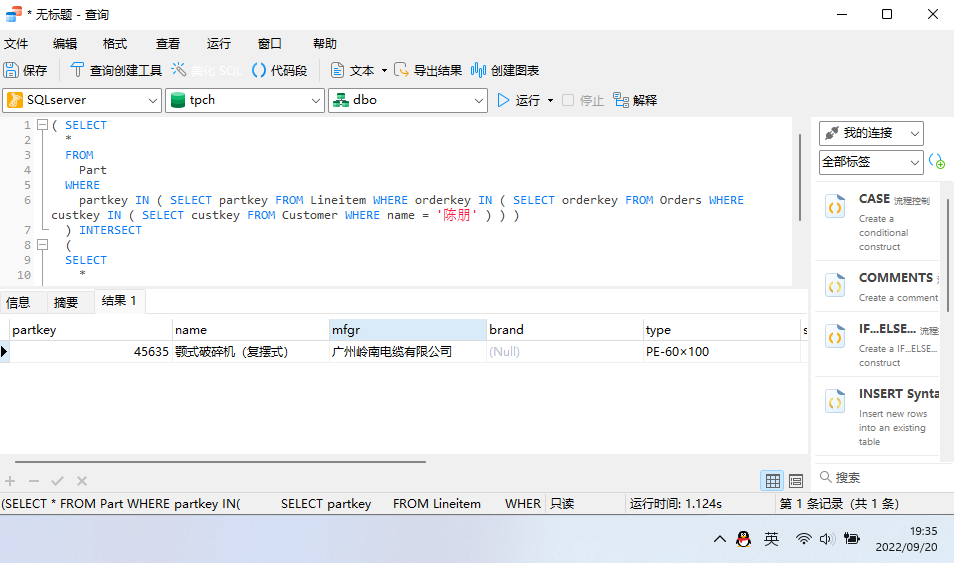 * 无标题 - 查询
文件 编辑 格式 查看 运行 窗口 帮助
保存 查询创建工具 美化 SQL 代码段 文本 导出结果 创建图表
SQLserver tpch dbo 运行 停止 解释
1 ( SELECT
2 *
3 FROM
4 Part
5 WHERE
6 partkey IN ( SELECT partkey FROM Lineitem WHERE orderkey IN ( SELECT orderkey FROM Orders WHERE
custkey IN ( SELECT custkey FROM Customer WHERE name = '陈朋' ) ) )
7 ) INTERSECT
8 (
9 SELECT
10 *
我的连接
全部标签
CASE 流程控制
Create a
conditional
construct
COMMENTS
Create a comment
IF...ELSE... 流程
Create a IF...ELSE...
construct
INSERT Synta
Insert new rows
into an existing
table
搜索
信息 摘要 结果 1
partkey name mfgr brand type s
45635 颚式破碎机（复摆式） 广州岭南电缆有限公司 (Null) PE-60×100
(SELECT * FROM Part WHERE partkey IN( SELECT partkey FROM Lineitem WHER 只读 运行时间: 1.124s 第 1 条记录 (共 1 条)
英
19:35
2022/09/20